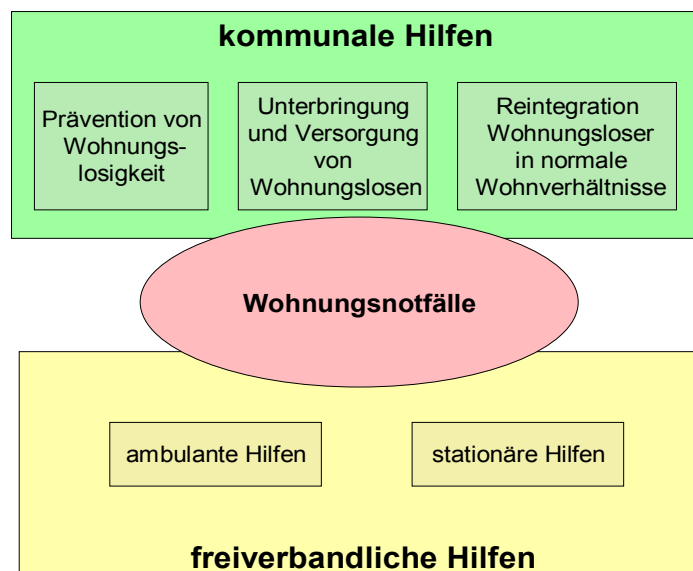 kommunale Hilfen
Prävention von
Wohnungs-
losigkeit
Unterbringung
und Versorgung
von
Wohnungslosen
Reintegration
Wohnungsloser
in normale
Wohnverhältnisse
Wohnungsnotfälle
ambulante Hilfen
stationäre Hilfen
freiverbandliche Hilfen